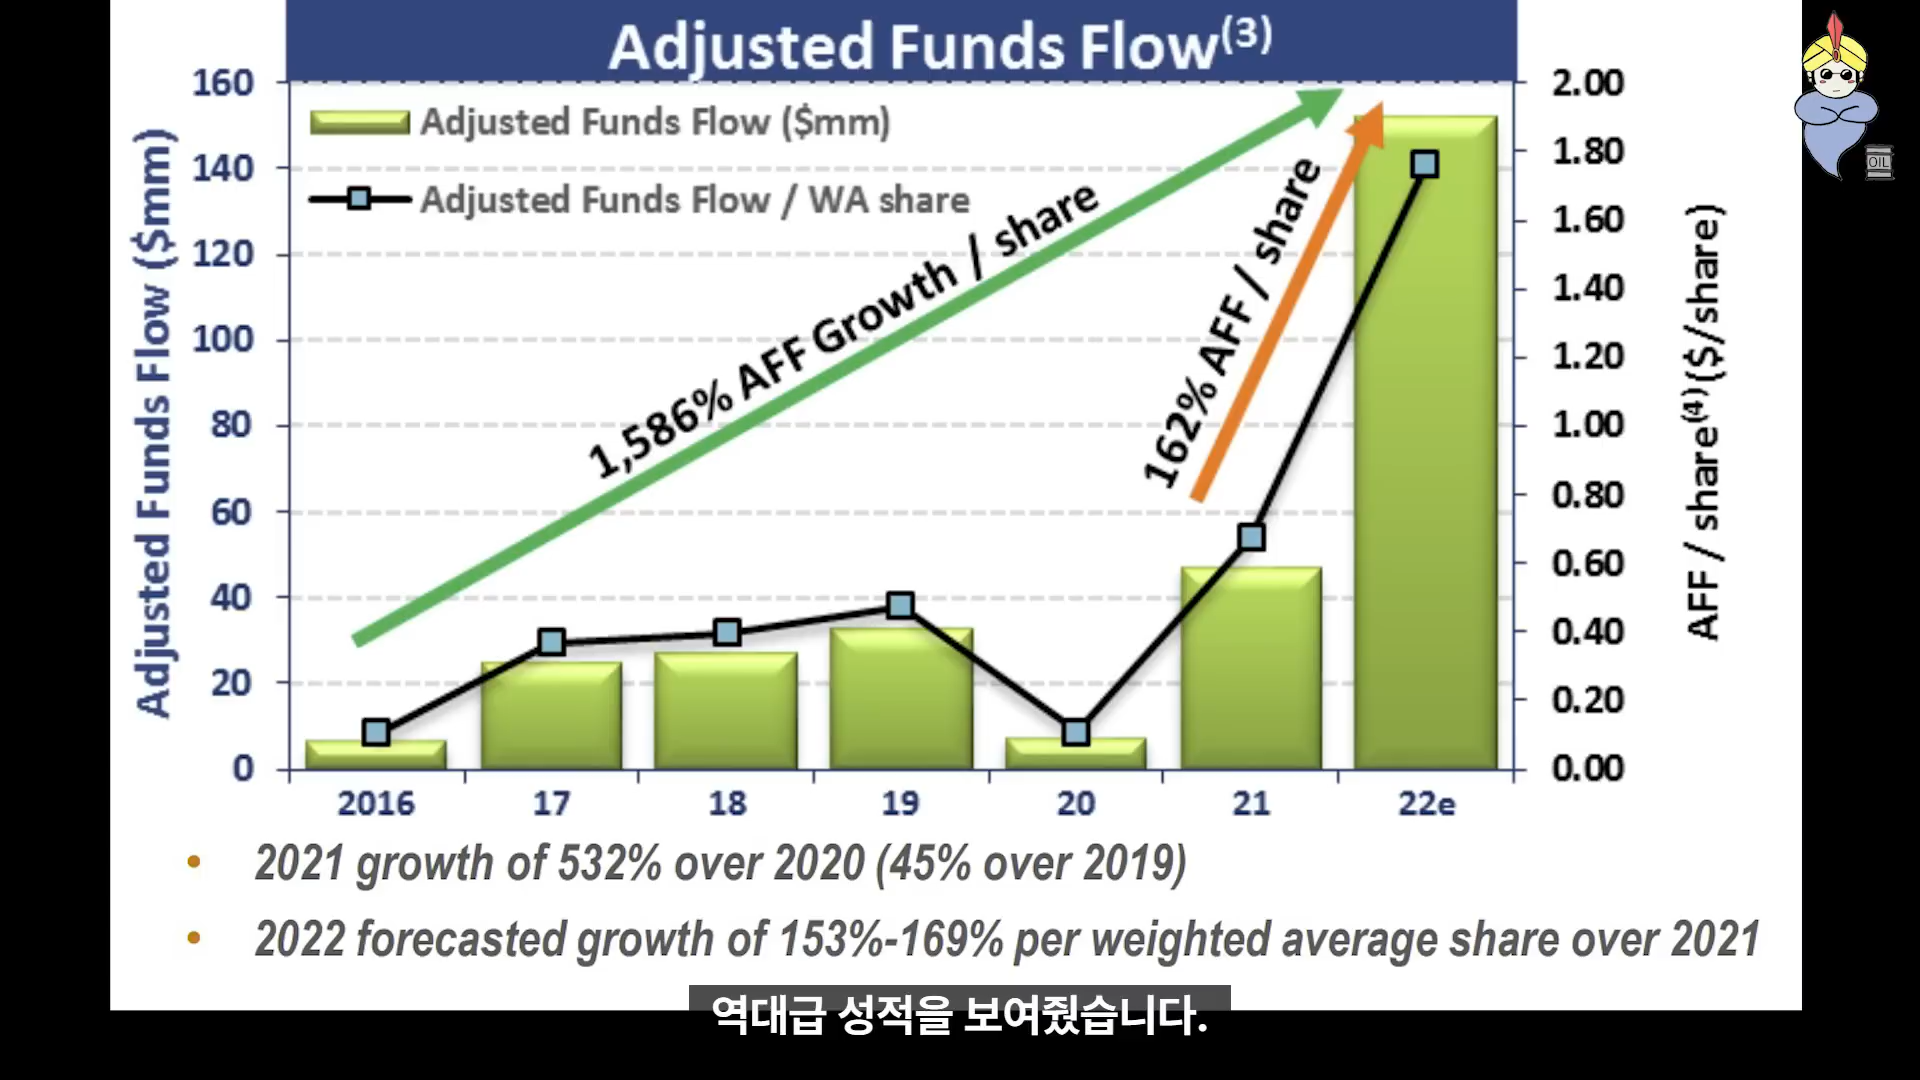 Adjusted Funds Flow(3)
Adjusted Funds Flow ($mm)
Adjusted Funds Flow / WA share
1,586% AFF Growth / share
162% AFF / share
Adjusted Funds Flow ($mm)
160
140
120
100
80
60
40
20
0
2.00
1.80
1.60
1.40
1.20
1.00
0.80
0.60
0.40
0.20
0.00
AFF / share(4)($/share)
2016 17 18 19 20 21 22e
• 2021 growth of 532% over 2020 (45% over 2019)
• 2022 forecasted growth of 153%-169% per weighted average share over 2021
역대급 성적을 보여줬습니다.
OIL